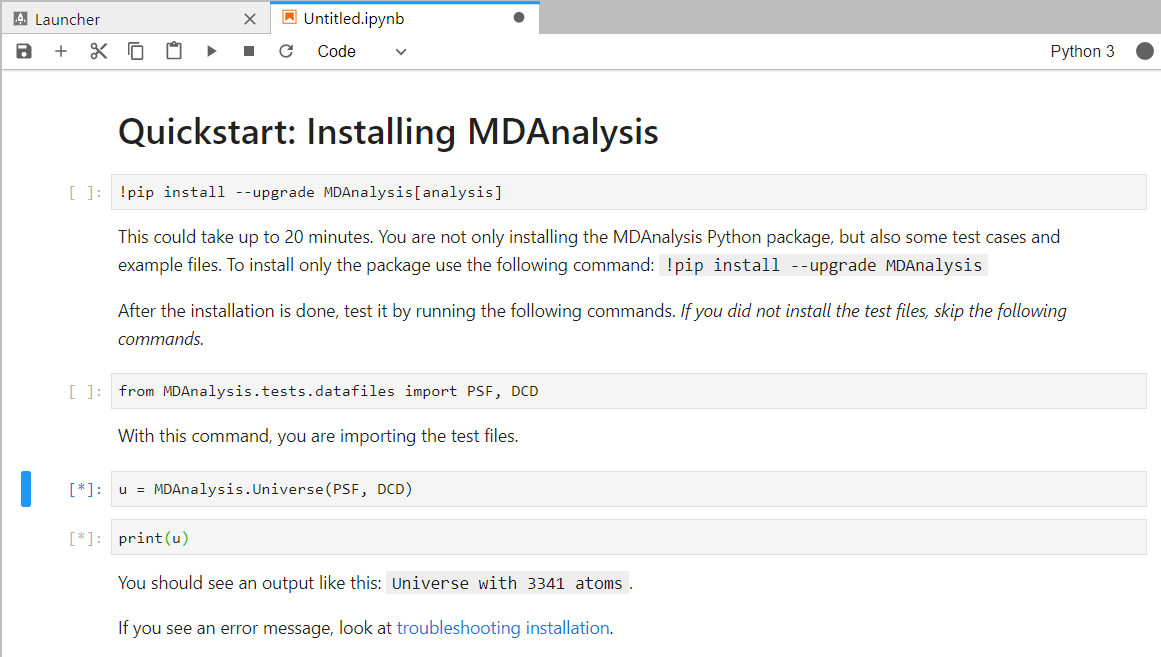 Launcher
Untitled.ipynb
Code
Python 3
Quickstart: Installing MDAnalysis
[ ]: !pip install --upgrade MDAnalysis[analysis]
This could take up to 20 minutes. You are not only installing the MDAnalysis Python package, but also some test cases and
example files. To install only the package use the following command: !pip install --upgrade MDAnalysis
After the installation is done, test it by running the following commands. If you did not install the test files, skip the following
commands.
[ ]: from MDAnalysis.tests.datafiles import PSF, DCD
With this command, you are importing the test files.
[*]: u = MDAnalysis.Universe(PSF, DCD)
[*]: print(u)
You should see an output like this: Universe with 3341 atoms.
If you see an error message, look at troubleshooting installation.